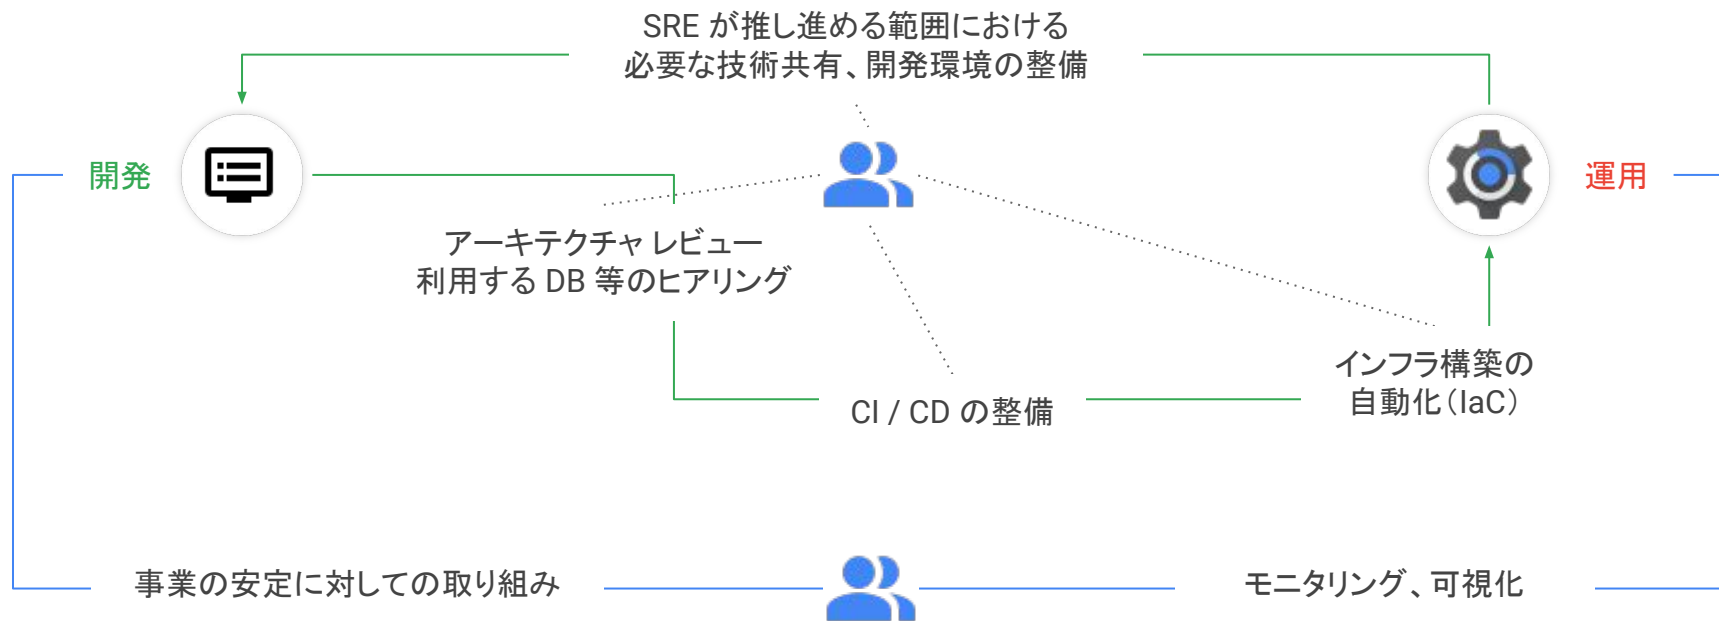 SRE が推し進める範囲における
必要な技術共有、開発環境の整備
開発
運用
アーキテクチャ レビュー
利用する DB 等のヒアリング
インフラ構築の
自動化（IaC）
CI / CD の整備
事業の安定に対しての取り組み
モニタリング、可視化